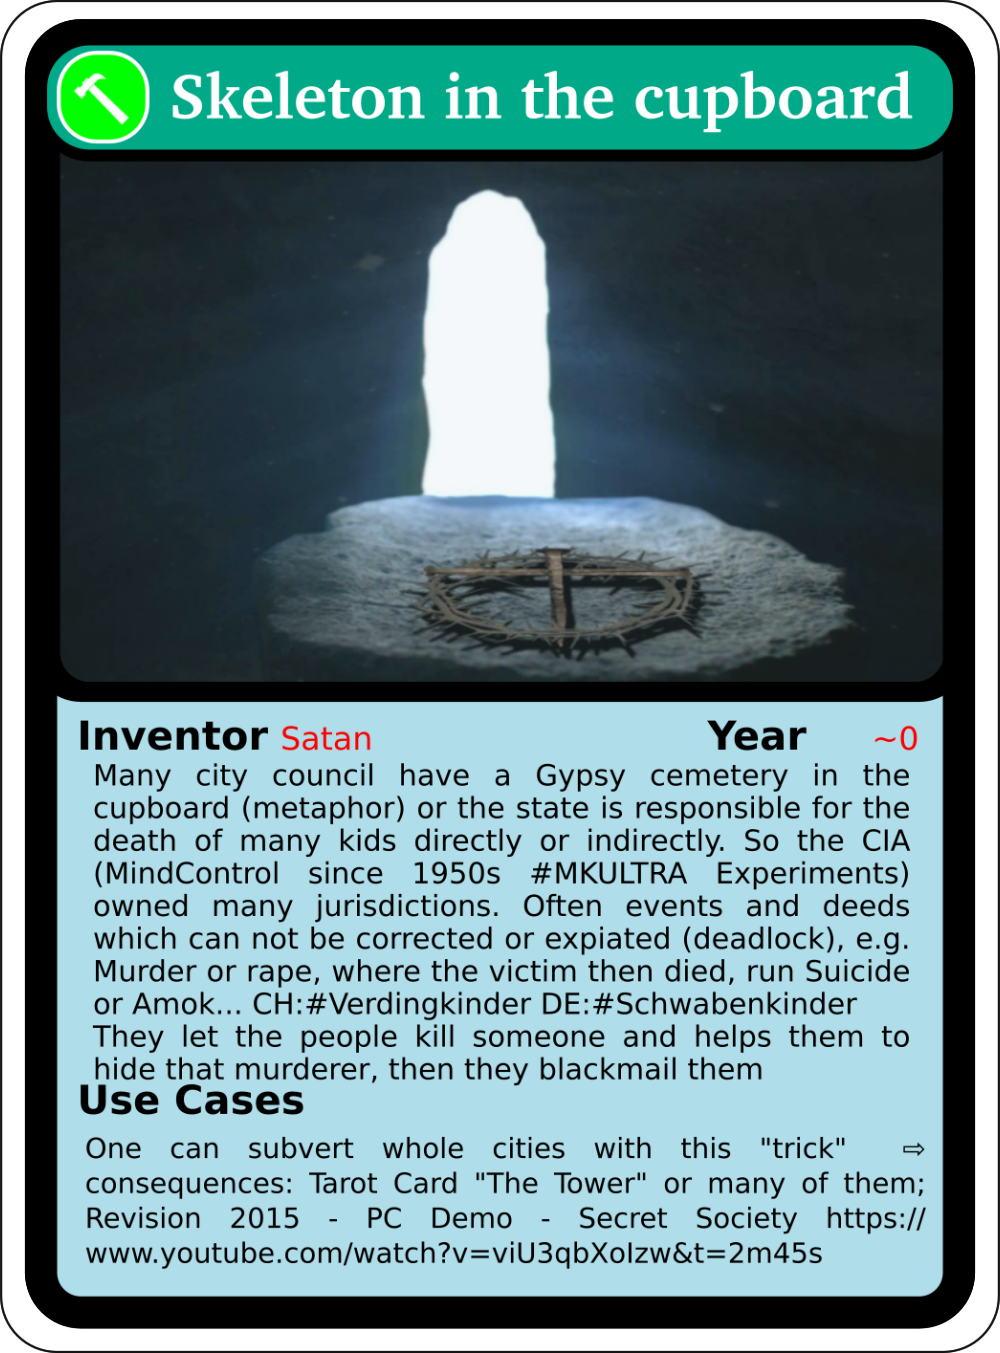 Skeleton in the cupboard
Inventor Satan Year ~0
Many city council have a Gypsy cemetery in the
cupboard (metaphor) or the state is responsible for the
death of many kids directly or indirectly. So the CIA
(MindControl since 1950s #MKULTRA Experiments)
owned many jurisdictions. Often events and deeds
which can not be corrected or expiated (deadlock), e.g.
Murder or rape, where the victim then died, run Suicide
or Amok... CH:#Verdingkinder DE:#Schwabenkinder
They let the people kill someone and helps them to
hide that murderer, then they blackmail them
Use Cases
One can subvert whole cities with this "trick" ⇨
consequences: Tarot Card "The Tower" or many of them;
Revision 2015 - PC Demo - Secret Society https://
www.youtube.com/watch?v=viU3qbXoIzw&t=2m45s